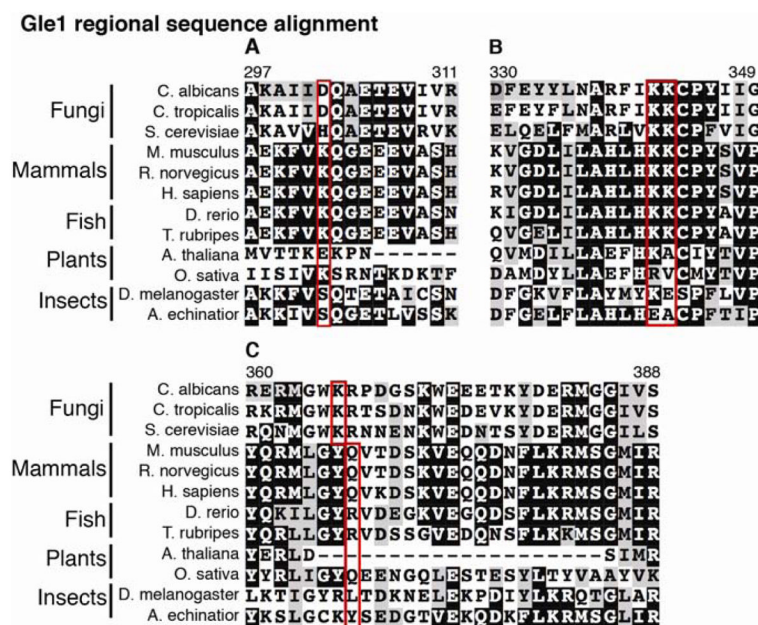 Gle1 regional sequence alignment
A
B
297 311
330 349
Fungi
C. albicans AKAIIDQAETEVIVR DFEYYLNARFIKKCPYIIG
C. tropicalis AKAIIDQAETEVIVR EFEYFLNARFIKKCPYIIG
S. cerevisiae AKAVVHQAETEVRVK ELQELFMARLVKKCPFVIG
Mammals
M. musculus AEKFVKQGEEEVASH KVGDLILAHLHKKCPYSVP
R. norvegicus AEKFVKQGEEEVASH KVGDLILAHLHKKCPYSVP
H. sapiens AEKFVKQGEEEVASH RVGDLILAHLHKKCPYSVP
Fish
D. rerio AEKFVKQGEEEVASN KIGDLILAHLHKKCPYAVP
T. rubripes AEKFVKQGEEEVASN QVGELILAHLHKKCPYAVP
Plants
A. thaliana MVTTKEKPN------ QVMDILLAEFHKACIYTVP
O. sativa IISIVKSRNTKDKTF DAMDYLLAEFHRVCMYTVP
Insects
D. melanogaster AKKFVSQTETAICSN DFGKVFLAYMYKESPFLVP
A. echinatior AKKIVSQGETLVSSK DFGELFLAHLHEACPFTIP
C
360 388
Fungi
C. albicans RERMGWKRPDGSKWEEETKYDERMGGIVS
C. tropicalis RKRMGWKRTSDNKWEDEVKYDERMGGIVS
S. cerevisiae RQNMGWKRNNNNKWEDNTSYDERMGGILS
Mammals
M. musculus YQRMLGYQVTDSKVEQQDNFLKRMSGMIR
R. norvegicus YQRMLGYQVTDSKVEQQDNFLKRMSGMIR
H. sapiens YQRMLGYQVKDSKVEQQDNFLKRMSGMIR
Fish
D. rerio YQKILGYRVDEGKVEGQDSFLKRMSGMIR
T. rubripes YQRLLGYRVDSSGVEDQNSFLKKMSGMIR
Plants
A. thaliana YERLD--------------------SIMR
O. sativa YYRLIGYQEENGQLESTESYLTYVAAYVK
Insects
D. melanogaster LKTIGYRLTDKNELEKPDIYLKRQTGLAR
A. echinatior YKSLGCKYSEDGTVEKQDMFLKRMSGLIR